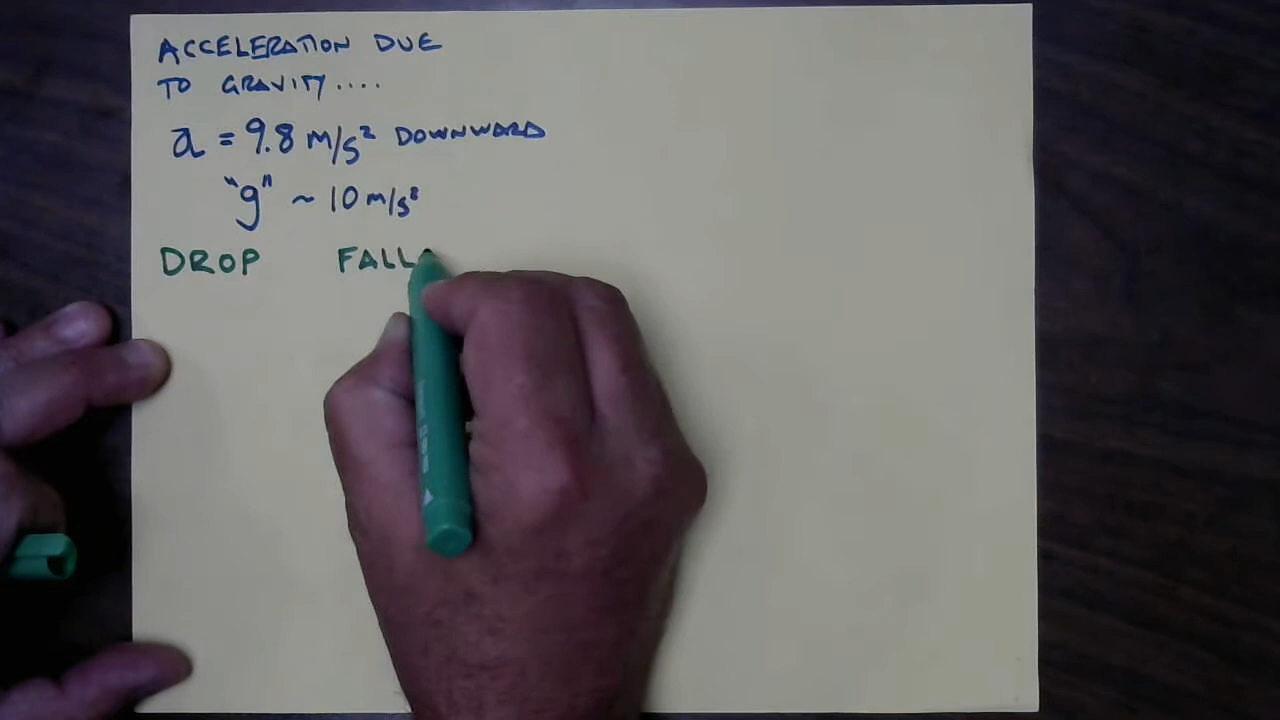 ACCELERATION DUE
TO GRAVITY....
a = 9.8 m/s² DOWNWARD
"g" ~ 10 m/s²
DROP FALL